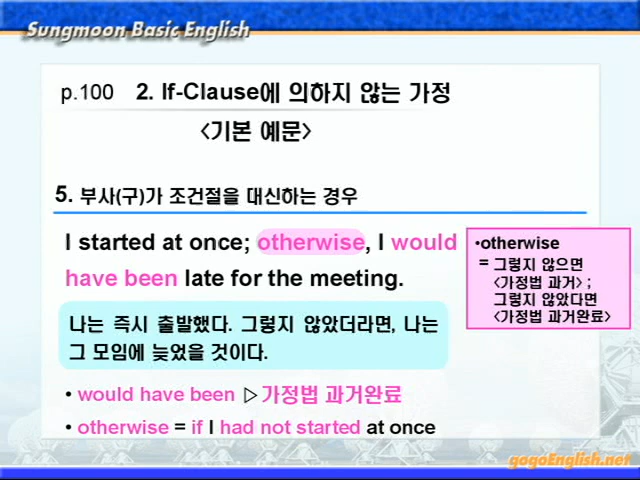 Sungmoon Basic English
p.100 2. If-Clause에 의하지 않는 가정
<기본 예문>
5. 부사(구)가 조건절을 대신하는 경우
I started at once; otherwise, I would
have been late for the meeting.
•otherwise
= 그렇지 않으면
<가정법 과거> ;
그렇지 않았다면
<가정법 과거완료>
나는 즉시 출발했다. 그렇지 않았더라면, 나는
그 모임에 늦었을 것이다.
• would have been ▷가정법 과거완료
• otherwise = if I had not started at once
gogoEnglish.net